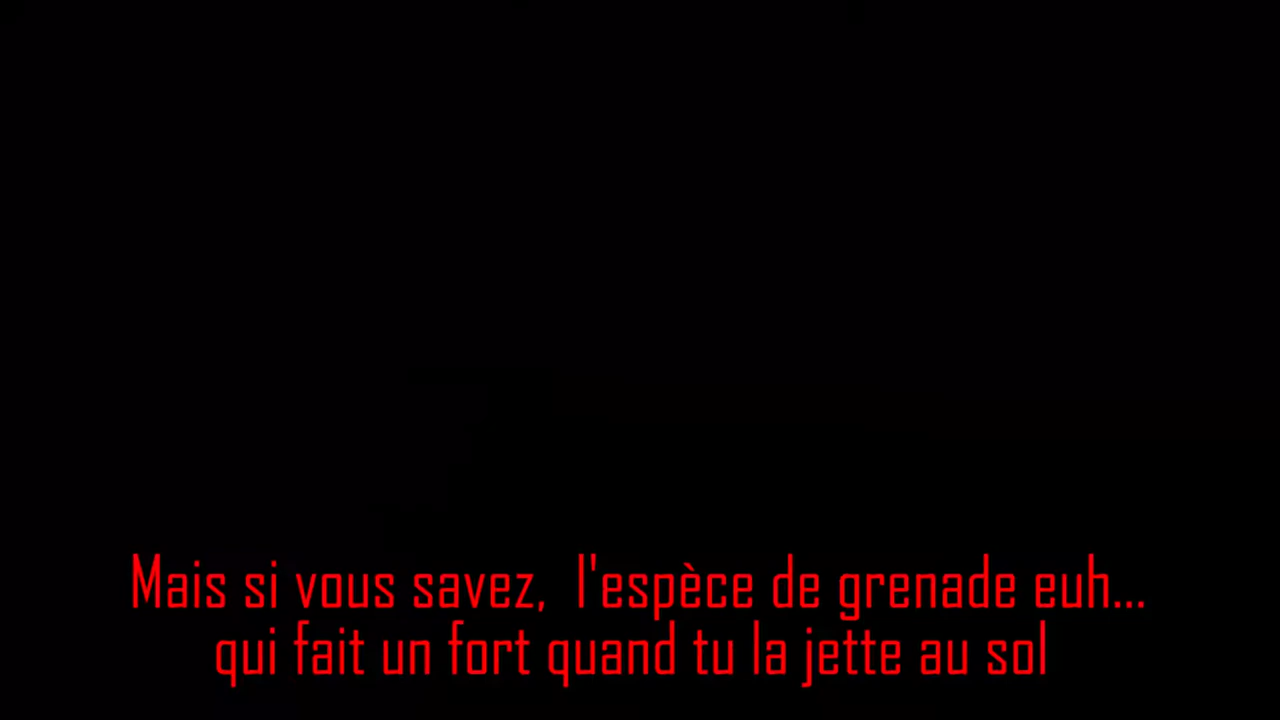 Mais si vous savez, l'espèce de grenade euh...
qui fait un fort quand tu la jette au sol